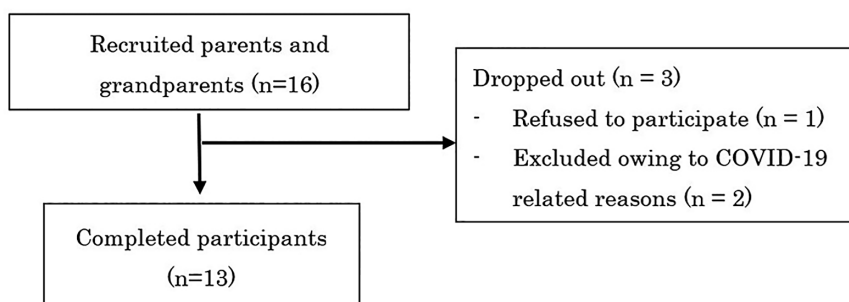 Recruited parents and
grandparents (n=16)
Dropped out (n = 3)
- Refused to participate (n = 1)
- Excluded owing to COVID-19
related reasons (n = 2)
Completed participants
(n=13)